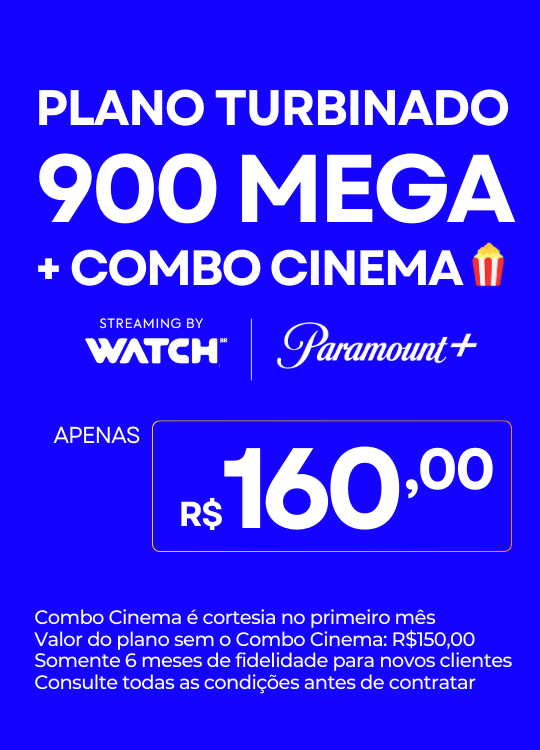 PLANO TURBINADO
900 MEGA
+ COMBO CINEMA🍿
STREAMING BY
WATCH BR
Paramount+
APENAS
R$160,00
Combo Cinema é cortesia no primeiro mês
Valor do plano sem o Combo Cinema: R$150,00
Somente 6 meses de fidelidade para novos clientes
Consulte todas as condições antes de contratar